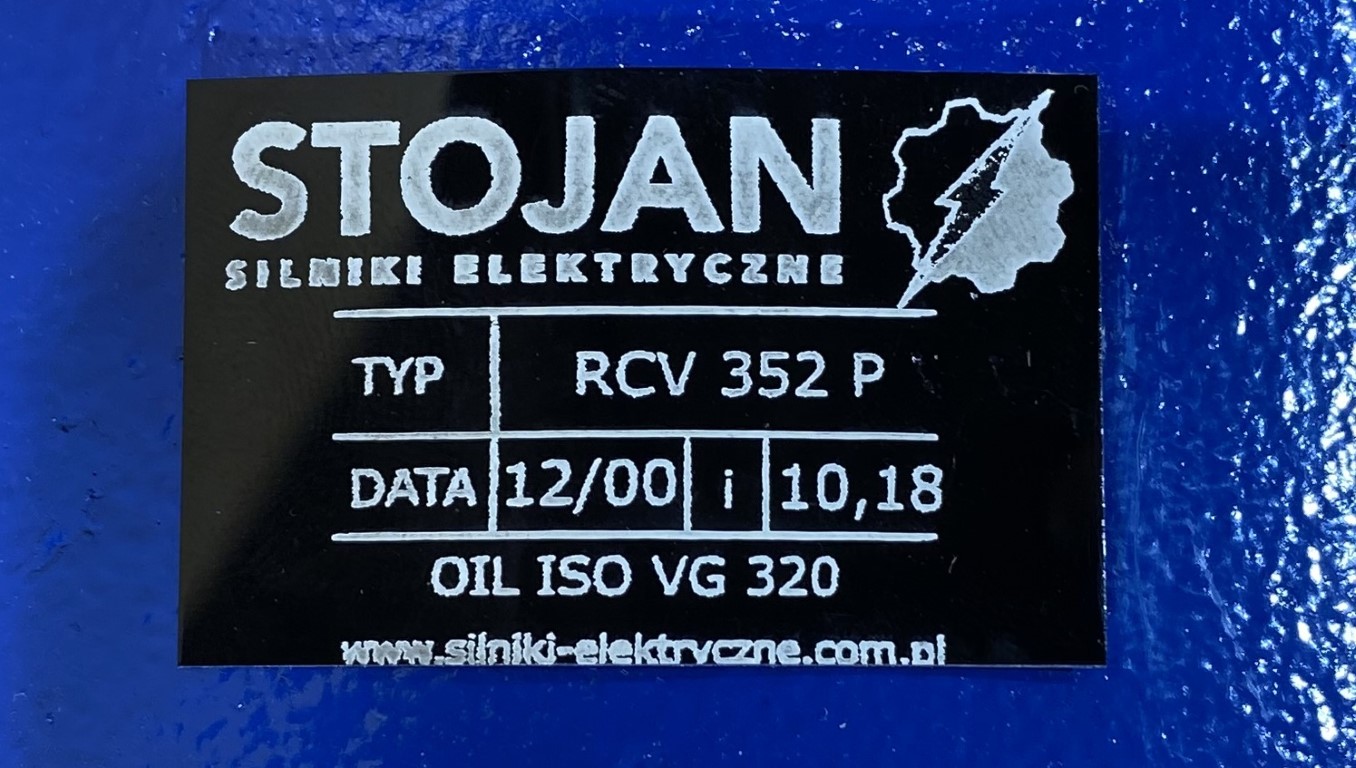 STOJAN
SILNIKI ELEKTRYCZNE
TYP RCV 352 P
DATA 12/00 i 10,18
OIL ISO VG 320
www.silniki-elektryczne.com.pl